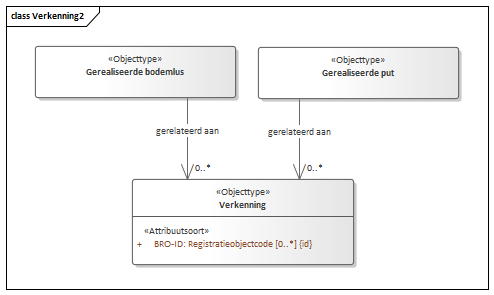 class Verkenning2
«Objecttype»
Gerealiseerde bodemlus
«Objecttype»
Gerealiseerde put
gerelateerd aan
gerelateerd aan
0..*
0..*
«Objecttype»
Verkenning
«Attribuutsoort»
+ BRO-ID: Registratieobjectcode [0..*] {id}